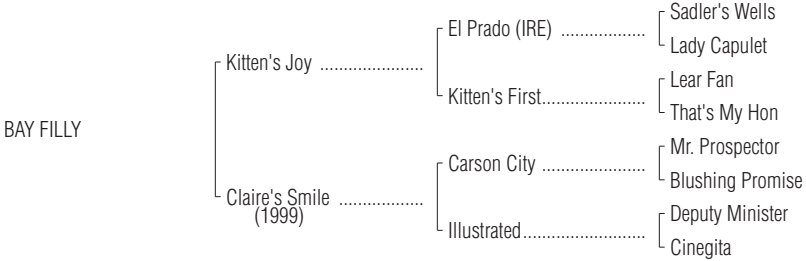 Sadler's Wells
El Prado (IRE) ..................
Lady Capulet
Kitten's Joy ......................
Lear Fan
Kitten's First......................
That's My Hon
BAY FILLY
Mr. Prospector
Carson City ......................
Blushing Promise
Claire's Smile ..................
(1999)
Deputy Minister
Illustrated..........................
Cinegita